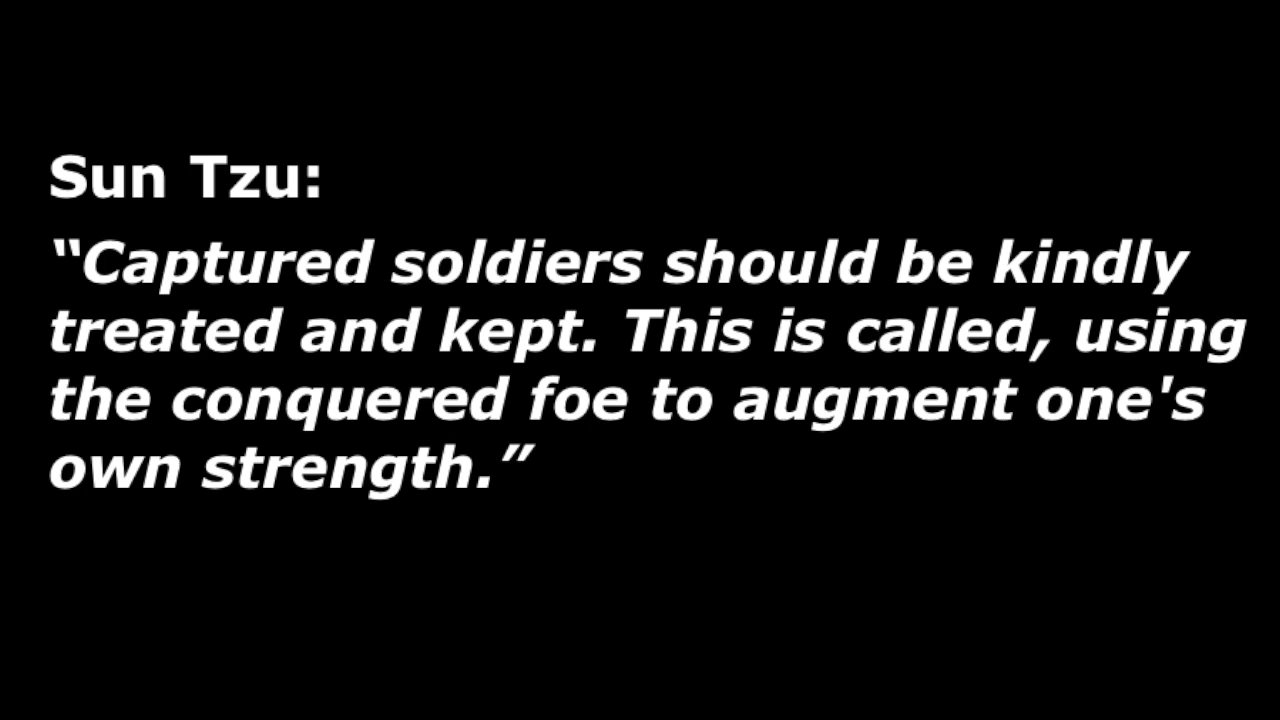 Sun Tzu:
“Captured soldiers should be kindly
treated and kept. This is called, using
the conquered foe to augment one's
own strength.”